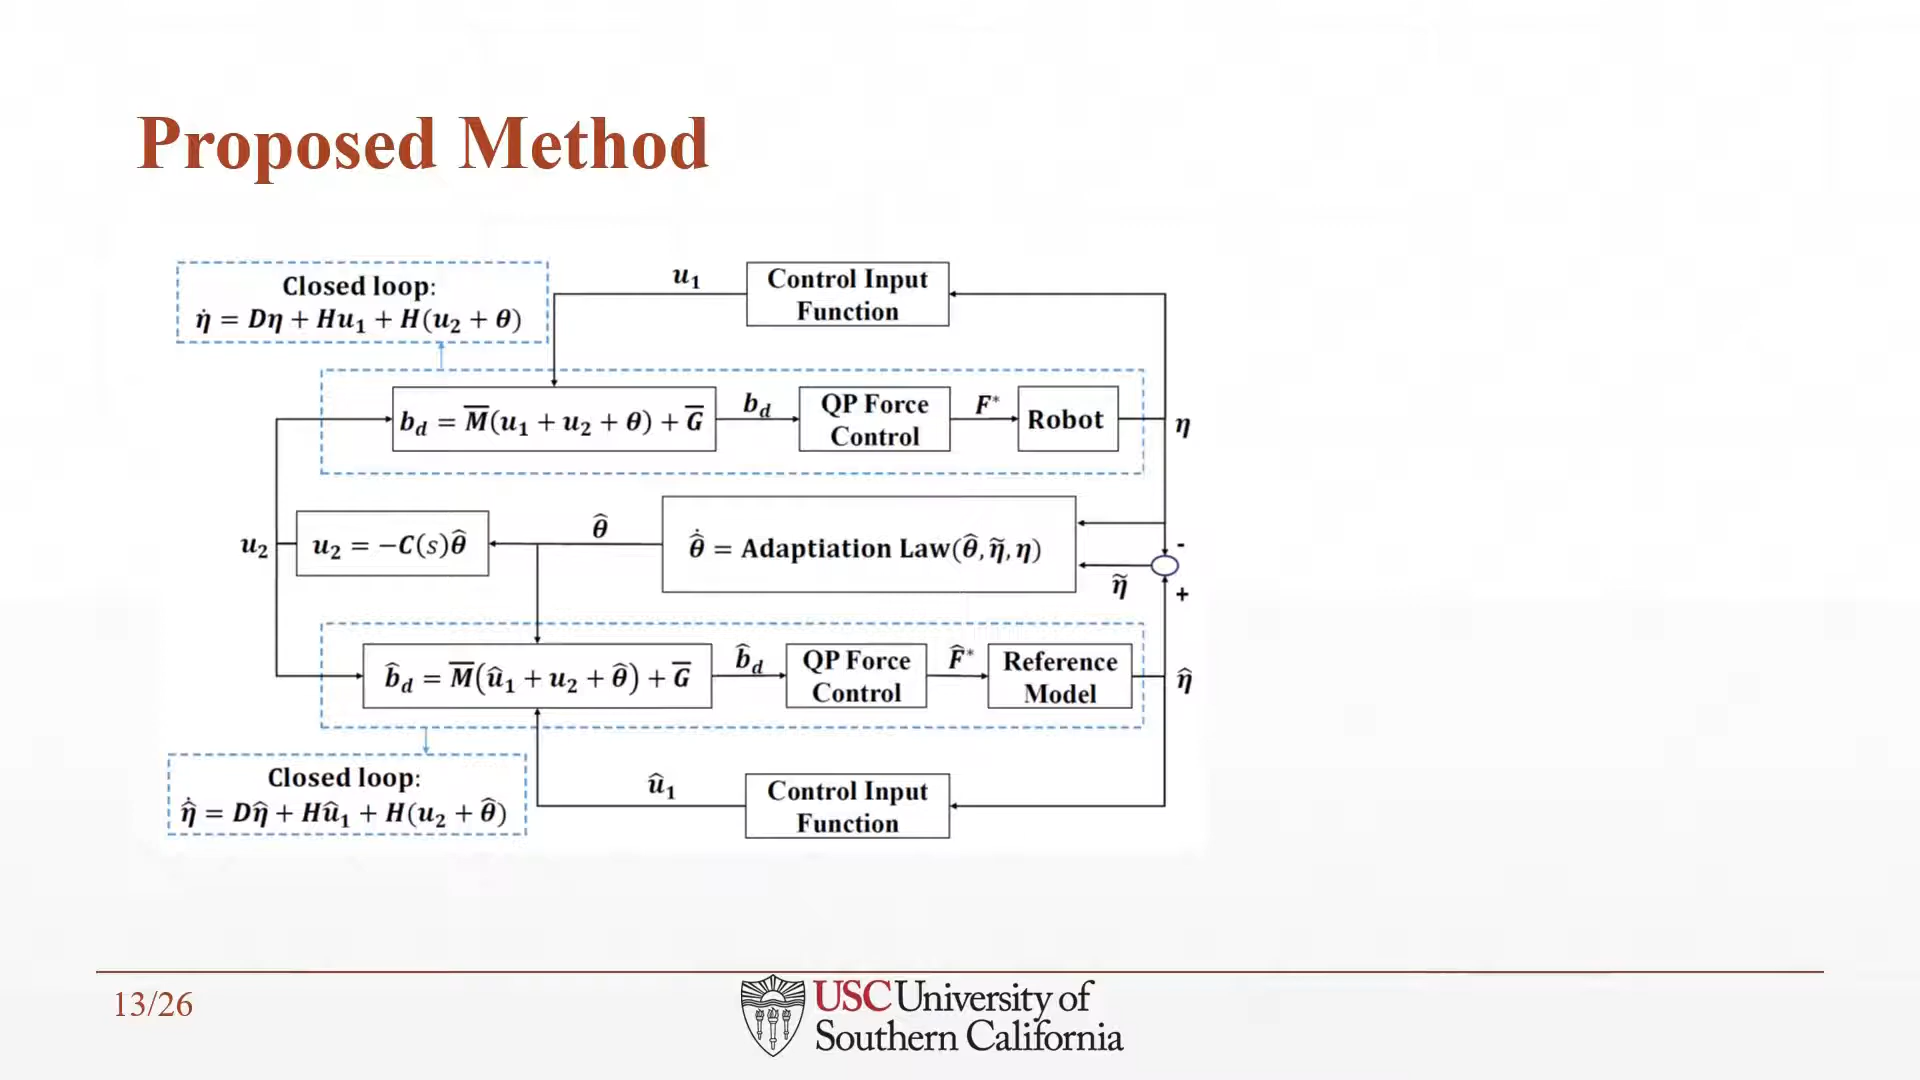 Proposed Method
Closed loop:
η̇ = Dη + Hu₁ + H(u₂ + θ)
u₁
Control Input
Function
b_d = M̅(u₁ + u₂ + θ) + G̅
b_d
QP Force
Control
F*
Robot
η
u₂
u₂ = −C(s)θ̂
θ̂
θ̂̇ = Adaptiation Law(θ̂, η̃, η)
-
η̃
+
b̂_d = M̅(û₁ + u₂ + θ̂) + G̅
b̂_d
QP Force
Control
F̂*
Reference
Model
η̂
Closed loop:
η̂̇ = Dη̂ + Hû₁ + H(u₂ + θ̂)
û₁
Control Input
Function
13/26
USC University of
Southern California